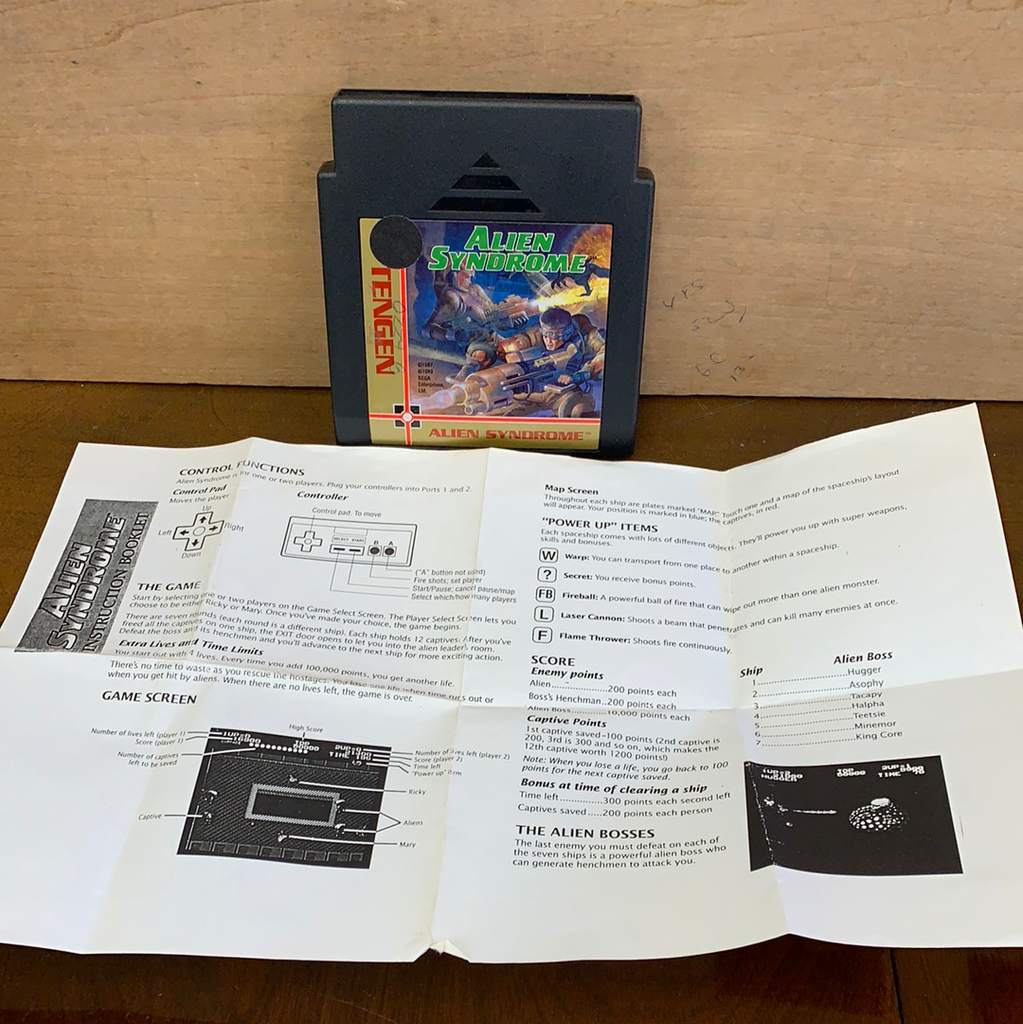 ALIEN
SYNDROME™
TENGEN
©1987,
©1989
SEGA
Enterprises,
Ltd.
ALIEN SYNDROME™
ALIEN
SYNDROME
INSTRUCTION BOOKLET
CONTROL FUNCTIONS
Alien Syndrome is for one or two players. Plug your controllers into Ports 1 and 2.
Control Pad
Moves the player
Up
Left
Right
Down
Controller
Control pad: To move
SELECT START
B A
("A" button not used)
Fire shots; set player
Start/Pause; cancel pause/map
Select which/how many players
THE GAME
Start by selecting one or two players on the Game Select Screen. The Player Select Screen lets you
choose to be either Ricky or Mary. Once you've made your choice, the game begins.
There are seven rounds (each round is a different ship). Each ship holds 12 captives. After you've
freed all the captives on one ship, the EXIT door opens to let you into the alien leader's room.
Defeat the boss and its henchmen and you'll advance to the next ship for more exciting action.
Extra Lives and Time Limits
You start out with 4 lives. Every time you add 100,000 points, you get another life.
There's no time to waste as you rescue the hostages. You lose one life when time runs out or
when you get hit by aliens. When there are no lives left, the game is over.
GAME SCREEN
High Score
Number of lives left (player 1)
Score (player 1)
Number of captives
left to be saved
Captive
Number of lives left (player 2)
Score (player 2)
Time left
"Power up" item
Ricky
Aliens
Mary
Map Screen
Throughout each ship are plates marked "MAP." Touch one and a map of the spaceship's layout
will appear. Your position is marked in blue; the captives, in red.
"POWER UP" ITEMS
Each spaceship comes with lots of different objects. They'll power you up with super weapons,
skills and bonuses.
W Warp: You can transport from one place to another within a spaceship.
? Secret: You receive bonus points.
FB Fireball: A powerful ball of fire that can wipe out more than one alien monster.
L Laser Cannon: Shoots a beam that penetrates and can kill many enemies at once.
F Flame Thrower: Shoots fire continuously.
SCORE
Enemy points
Alien...............200 points each
Boss's Henchman..200 points each
Alien Boss..........10,000 points each
Captive Points
1st captive saved–100 points (2nd captive is
200, 3rd is 300 and so on, which makes the
12th captive worth 1200 points!)
Note: When you lose a life, you go back to 100
points for the next captive saved.
Bonus at time of clearing a ship
Time left...............300 points each second left
Captives saved.....200 points each person
THE ALIEN BOSSES
The last enemy you must defeat on each of
the seven ships is a powerful alien boss who
can generate henchmen to attack you.
Ship Alien Boss
1..............................Hugger
2..............................Asophy
3..............................Tacapy
4..............................Halpha
5..............................Teetsie
6..............................Minemor
7..............................King Core
HUGGER